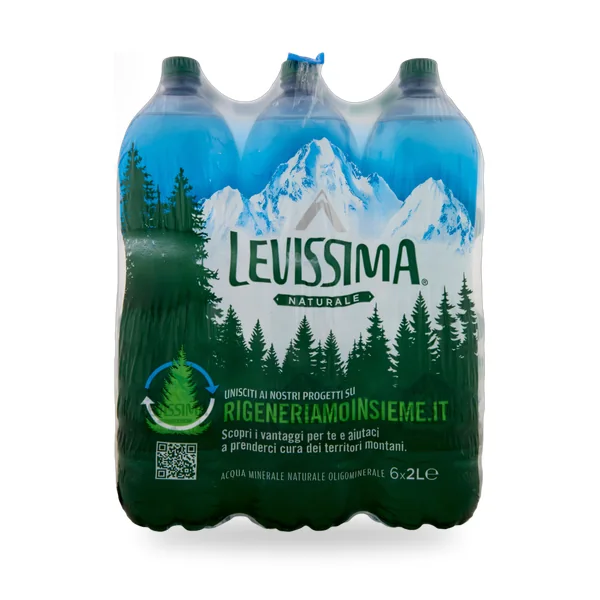 LEVISSIMA®
NATURALE
UNISCITI AI NOSTRI PROGETTI SU
RIGENERIAMOINSIEME.IT
Scopri i vantaggi per te e aiutaci
a prenderci cura dei territori montani.
ACQUA MINERALE NATURALE OLIGOMINERALE 6x2L℮